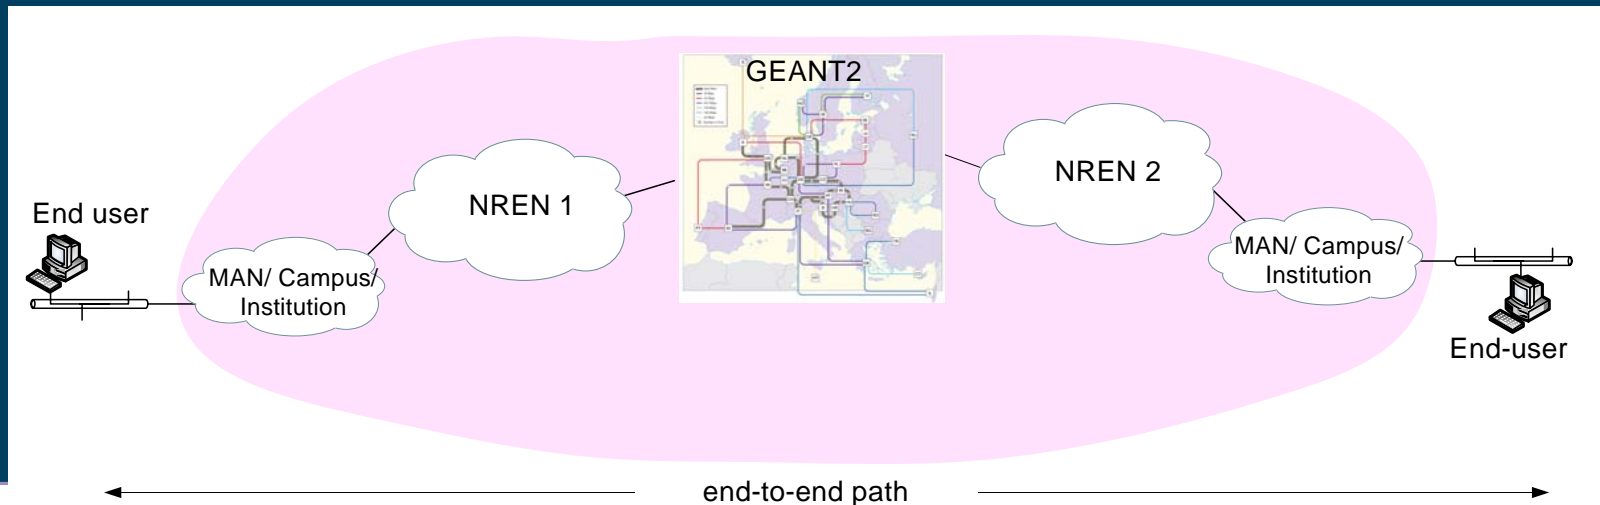 GEANT2
NREN 2
NREN 1
End user
MAN/ Campus/
Institution
MAN/ Campus/
Institution
End-user
end-to-end path